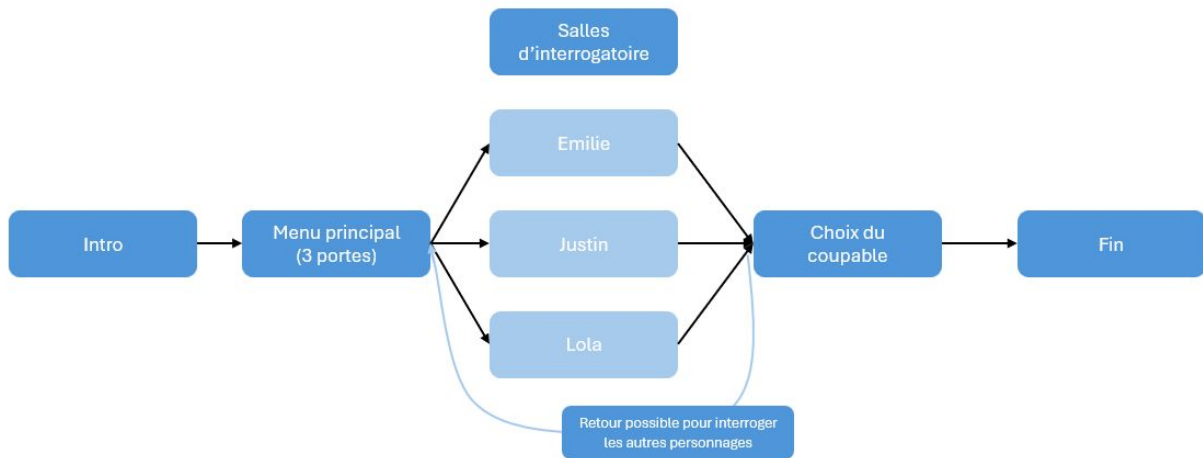 Salles
d'interrogatoire
Emilie
Intro
Menu principal
(3 portes)
Justin
Choix du
coupable
Fin
Lola
Retour possible pour interroger
les autres personnages